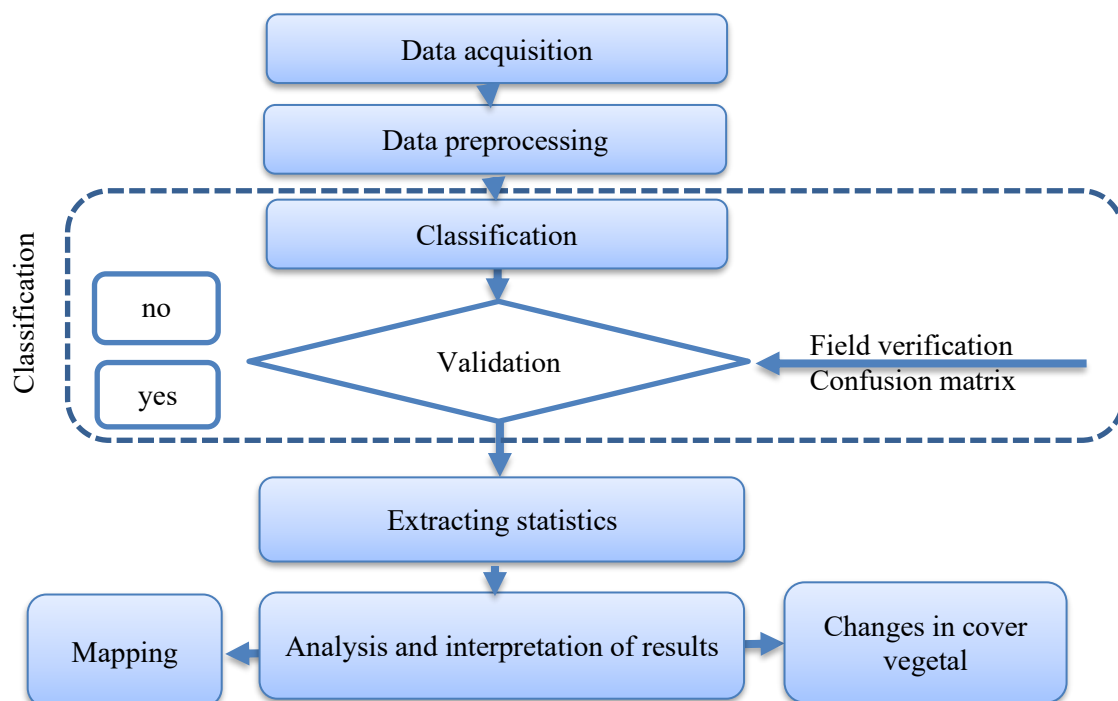 Data acquisition
Data preprocessing
Classification
Classification
no
Validation
Field verification
Confusion matrix
yes
Extracting statistics
Mapping
Analysis and interpretation of results
Changes in cover
vegetal